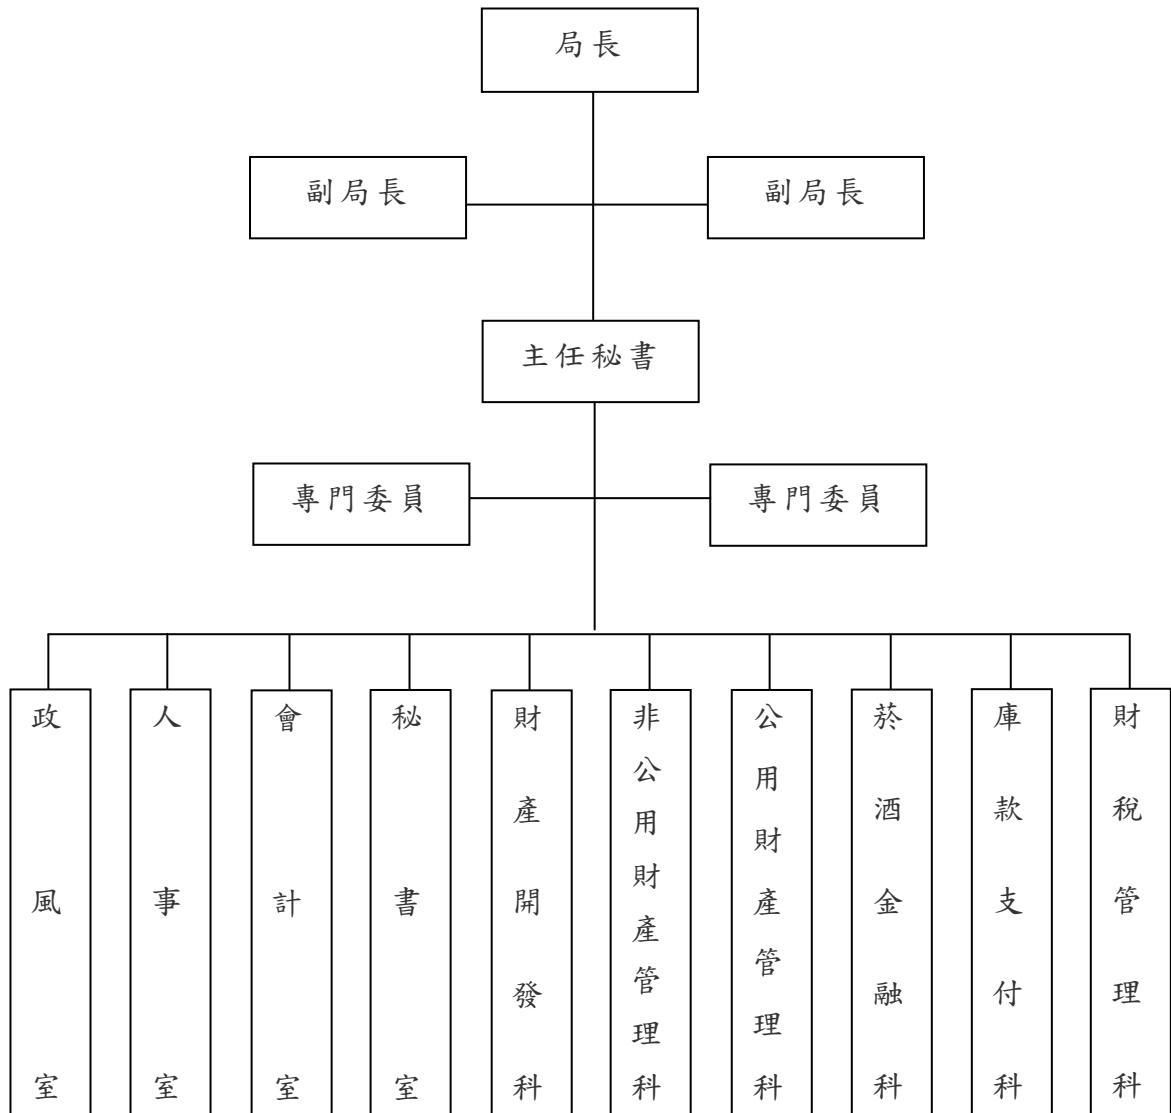 局長
副局長
副局長
主任秘書
專門委員
專門委員
政風室
人事室
會計室
秘書室
財產開發科
非公用財產管理科
公用財產管理科
菸酒金融科
庫款支付科
財稅管理科